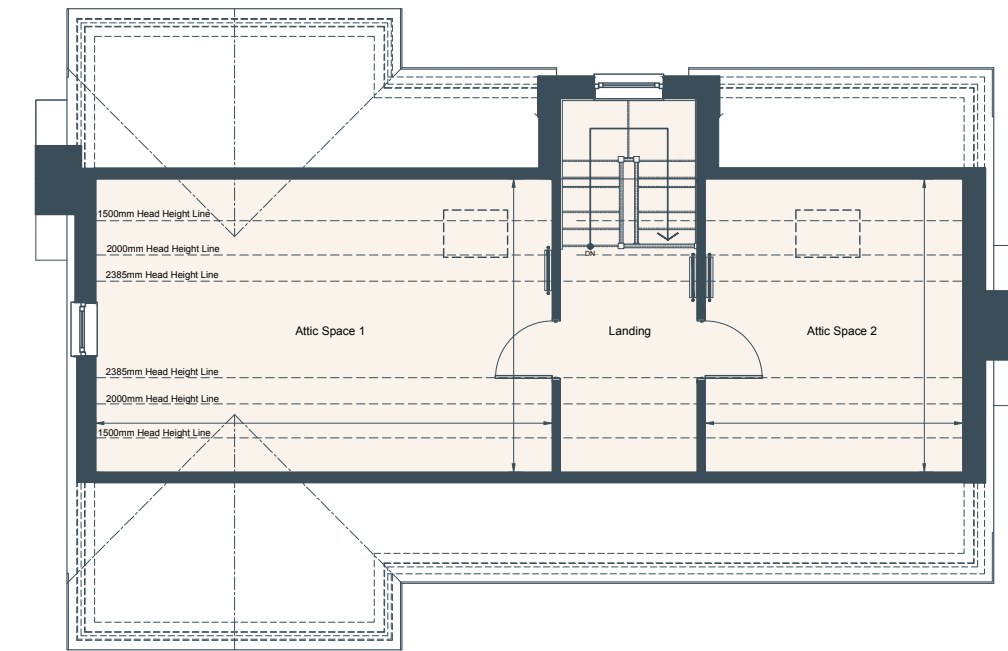 1500mm Head Height Line
2000mm Head Height Line
DN
2385mm Head Height Line
Attic Space 1
Landing
Attic Space 2
2385mm Head Height Line
2000mm Head Height Line
1500mm Head Height Line